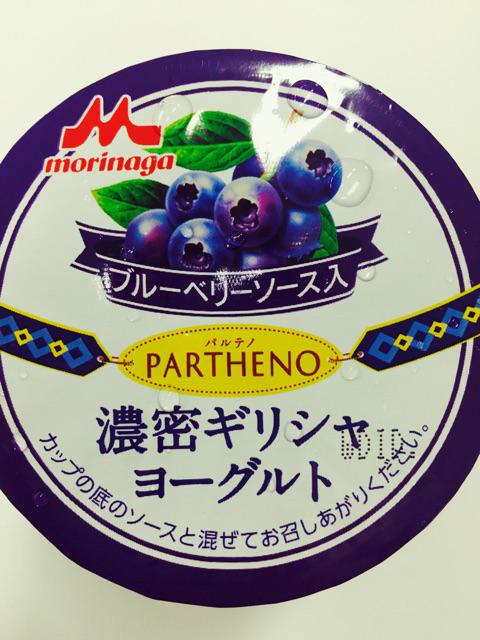 morinaga
ブルーベリーソース入
パルテノ
PARTHENO
濃密ギリシャ
ヨーグルト
カップの底のソースと混ぜてお召しあがりください。